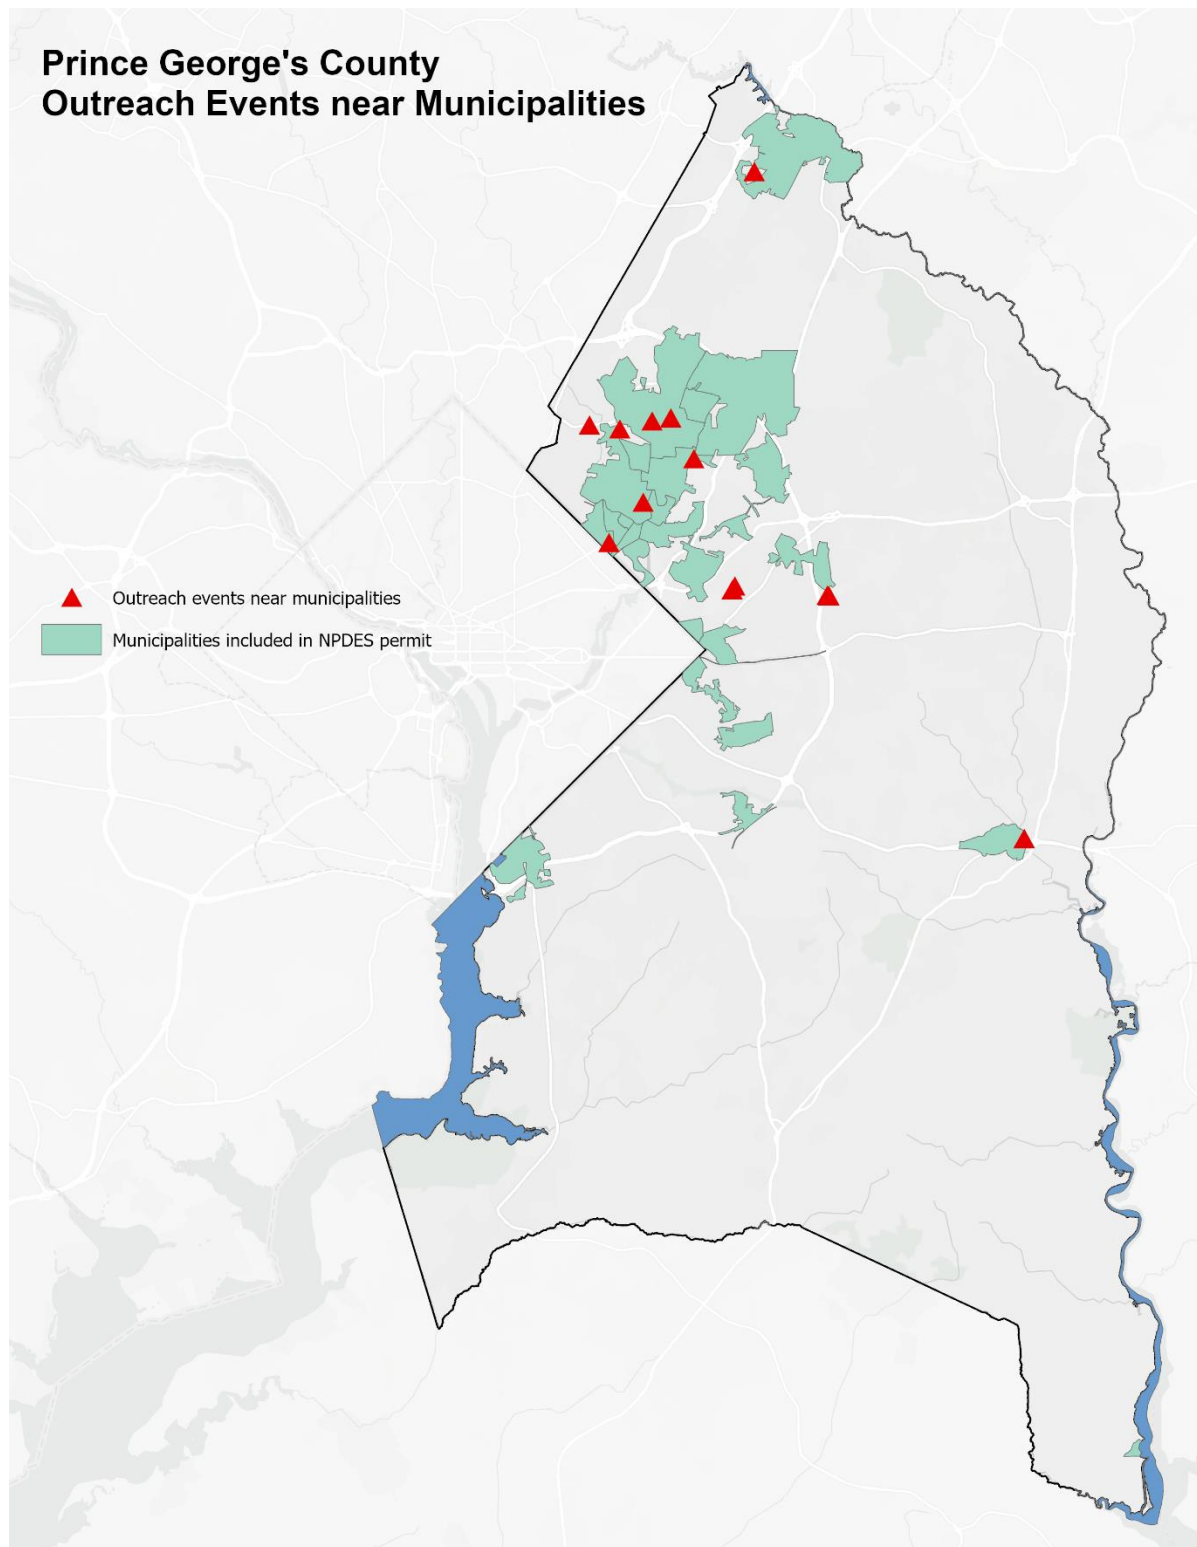 Prince George's County
Outreach Events near Municipalities
Outreach events near municipalities
Municipalities included in NPDES permit